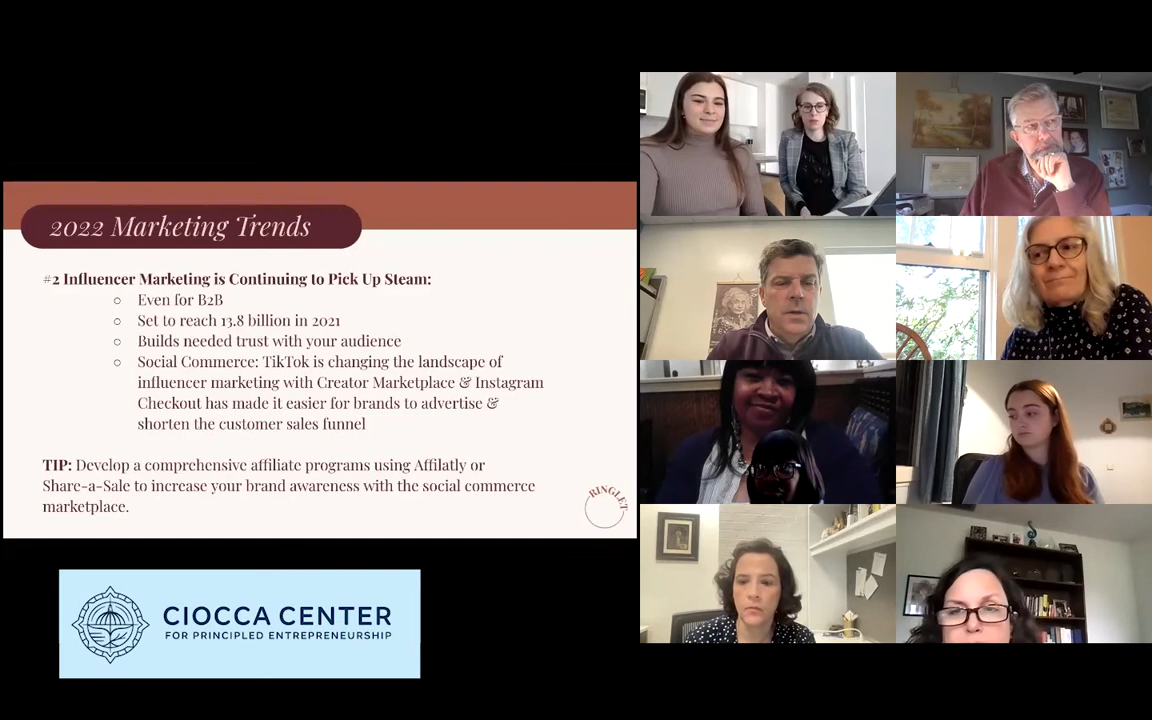 2022 Marketing Trends
#2 Influencer Marketing is Continuing to Pick Up Steam:
Even for B2B
Set to reach 13.8 billion in 2021
Builds needed trust with your audience
Social Commerce: TikTok is changing the landscape of
influencer marketing with Creator Marketplace & Instagram
Checkout has made it easier for brands to advertise &
shorten the customer sales funnel
TIP: Develop a comprehensive affiliate programs using Affilatly or
Share-a-Sale to increase your brand awareness with the social commerce
marketplace.
RINGLET
CIOCCA CENTER
FOR PRINCIPLED ENTREPRENEURSHIP